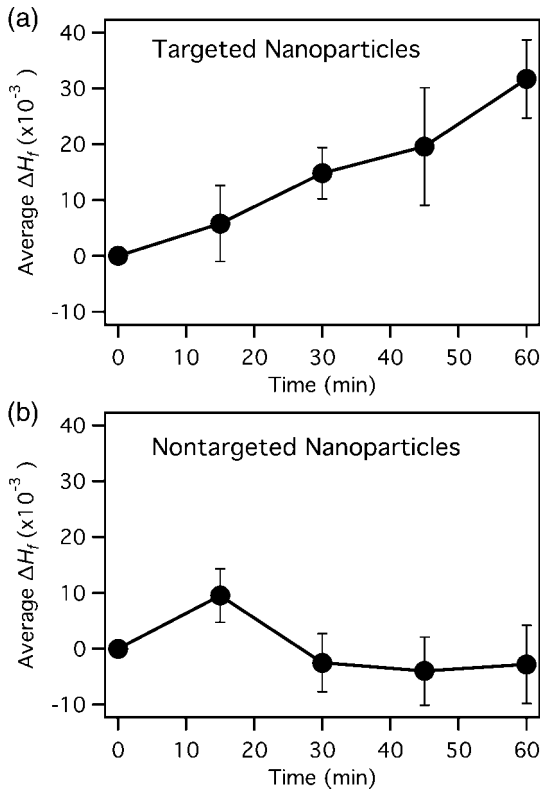 (a)
Targeted Nanoparticles
Average ΔHf (x10-3)
40
30
20
10
0
-10
0 10 20 30 40 50 60
Time (min)
(b)
Nontargeted Nanoparticles
Average ΔHf (x10-3)
40
30
20
10
0
-10
0 10 20 30 40 50 60
Time (min)